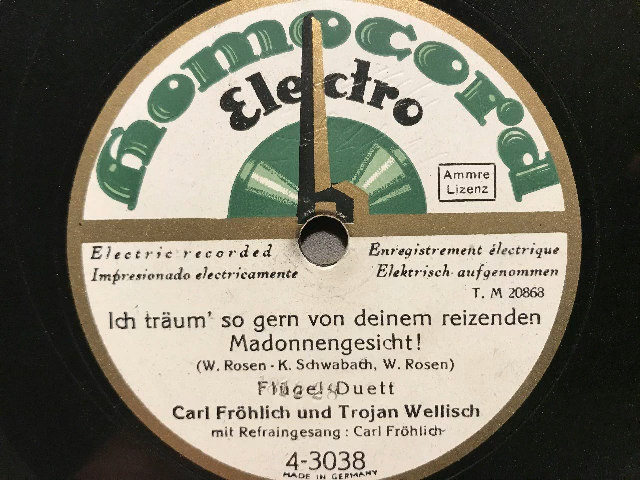 homocord
Electro
Ammre
Lizenz
Electric recorded
Enregistrement électrique
Impresionado electricamente
Elektrisch aufgenommen
T. M 20868
Ich träum' so gern von deinem reizenden
Madonnengesicht!
(W. Rosen - K. Schwabach, W. Rosen)
Flügel-Duett
Carl Fröhlich und Trojan Wellisch
mit Refraingesang: Carl Fröhlich
4-3038
MADE IN GERMANY